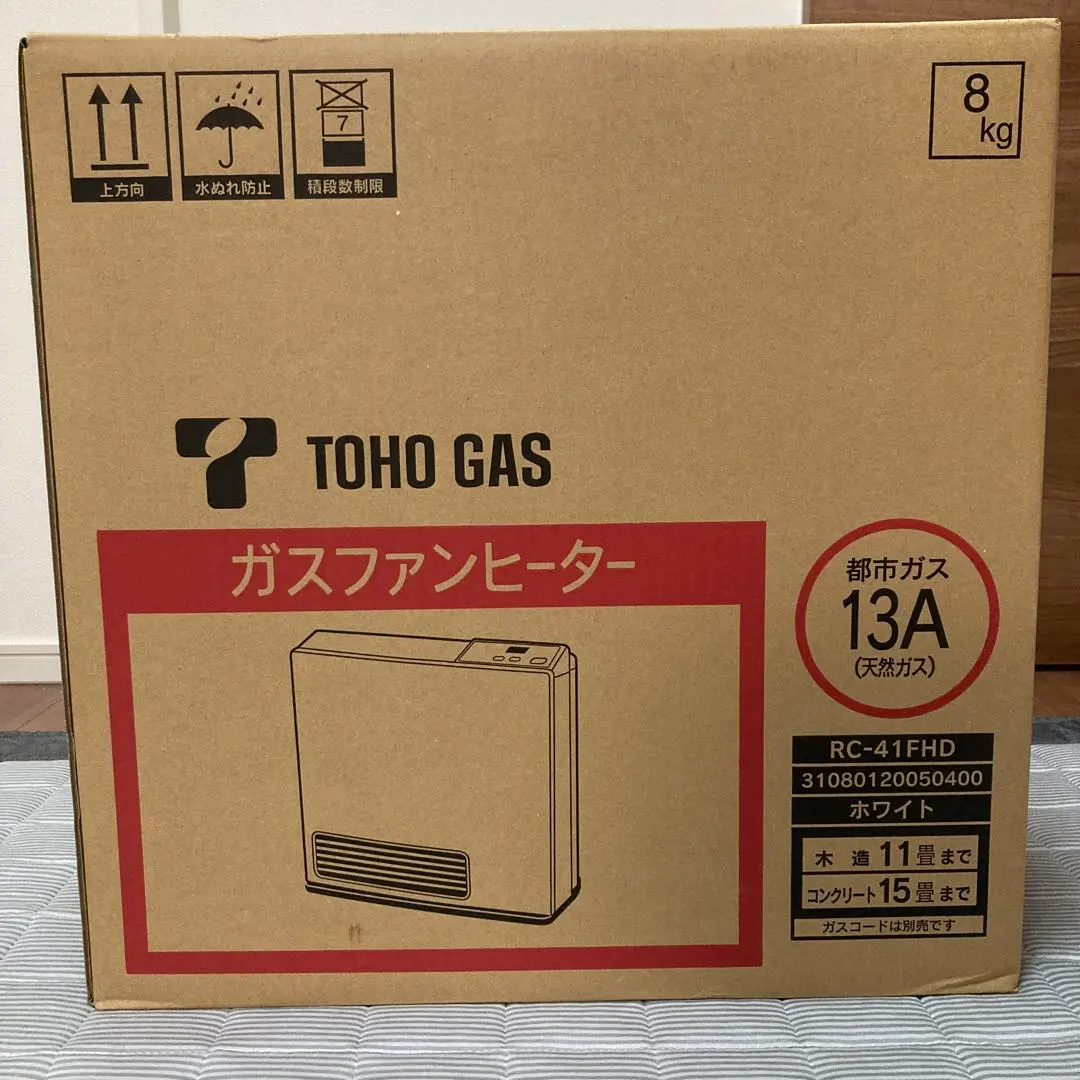 上方向
水ぬれ防止
7
積段数制限
8
kg
TOHO GAS
ガスファンヒーター
都市ガス
13A
(天然ガス)
RC-41FHD
31080120050400
ホワイト
木造11畳まで
コンクリート15畳まで
ガスコードは別売です